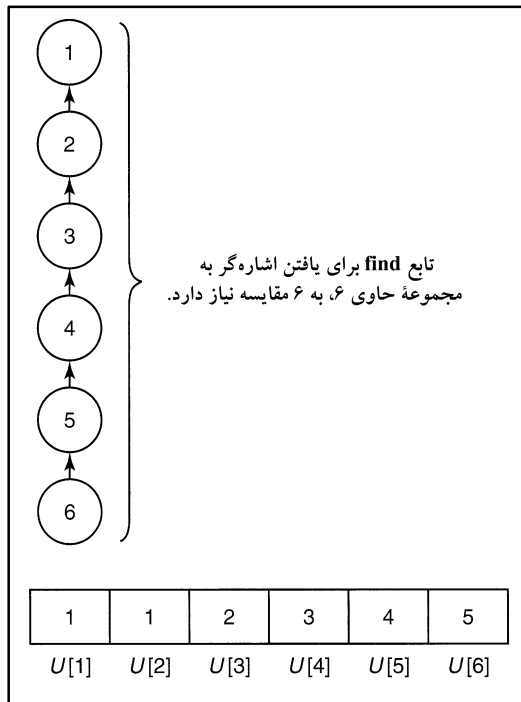 1
2
3
4
5
6
تابع find برای یافتن اشاره‌گر به
مجموعهٔ حاوی ۶، به ۶ مقایسه نیاز دارد.
1 1 2 3 4 5
U[1] U[2] U[3] U[4] U[5] U[6]